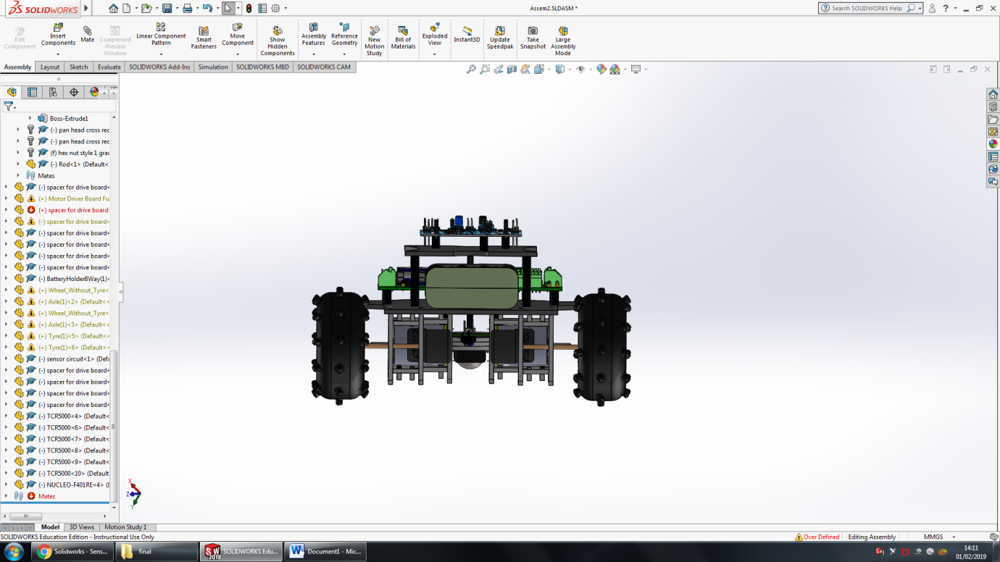 SOLIDWORKS
Assem2.SLDASM *
Search SOLIDWORKS Help
?
Edit Component
Insert Components
Mate
Component Preview Window
Linear Component Pattern
Smart Fasteners
Move Component
Show Hidden Components
Assembly Features
Reference Geometry
New Motion Study
Bill of Materials
Exploded View
Instant3D
Update Speedpak
Take Snapshot
Large Assembly Mode
Assembly
Layout
Sketch
Evaluate
SOLIDWORKS Add-Ins
Simulation
SOLIDWORKS MBD
SOLIDWORKS CAM
Boss-Extrude1
(-) pan head cross rec
(-) pan head cross rec
(f) hex nut style 1 grad
(-) Rod<1> (Default<
Mates
(-) spacer for drive board<
(+) Motor Driver Board Fu
(+) spacer for drive board
(-) spacer for drive board<
(-) spacer for drive board<
(-) spacer for drive board<
(-) spacer for drive board<
(-) spacer for drive board<
(-) BatteryHolder8Way(1)<
(+) Wheel_Without_Tyre<
(+) Axle(1)<2> (Default<
(+) Wheel_Without_Tyre<
(+) Axle(1)<3> (Default<
(+) Tyre(1)<5> (Default<
(+) Tyre(1)<6> (Default<
(-) sensor circuit<1> (Defa
(-) spacer for drive board<
(-) spacer for drive board<
(-) spacer for drive board<
(-) spacer for drive board<
(-) TCR5000<4> (Default<
(-) TCR5000<6> (Default<
(-) TCR5000<7> (Default<
(-) TCR5000<8> (Default<
(-) TCR5000<9> (Default<
(-) TCR5000<10> (Default
(-) NUCLEO-F401RE<4> (D
Mates
X
Z
Y
Model
3D Views
Motion Study 1
SOLIDWORKS Education Edition - Instructional Use Only
Over Defined
Editing Assembly
MMGS
Solidworks - Sens...
final
SW 2018
SOLIDWORKS Edu...
Document1 - Mic...
14:11
01/02/2019